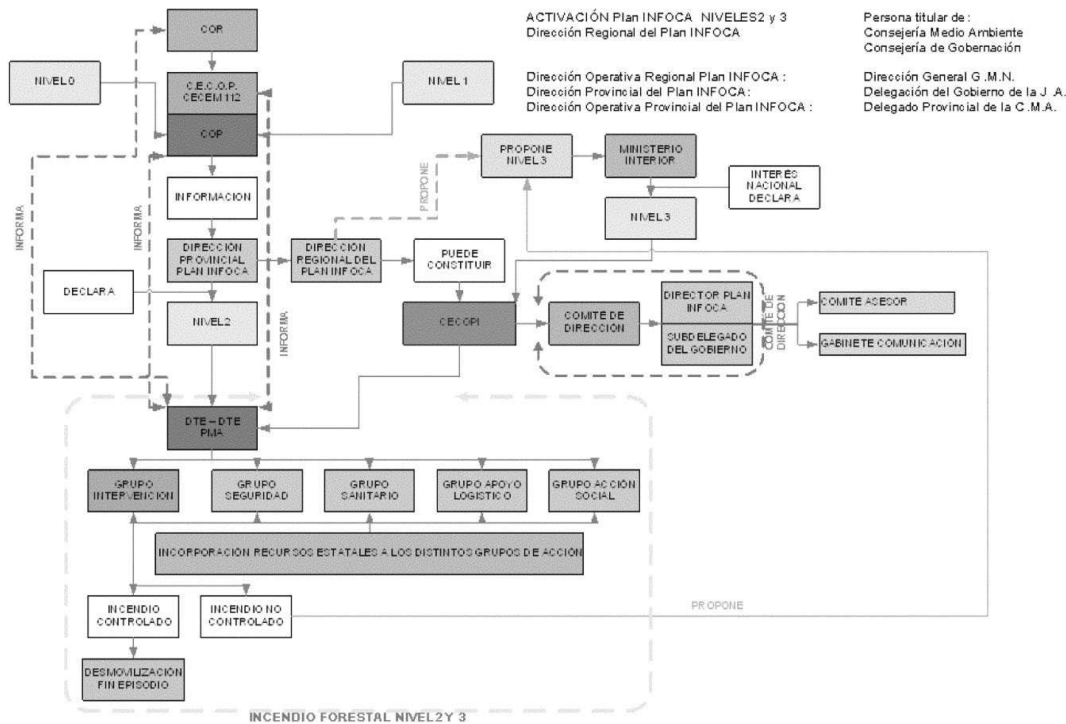 ACTIVACIÓN Plan INFOCA NIVELES 2 y 3
Dirección Regional del Plan INFOCA
Persona titular de :
Consejería Medio Ambiente
Consejería de Gobernación
Dirección Operativa Regional Plan INFOCA :
Dirección Provincial del Plan INFOCA:
Dirección Operativa Provincial del Plan INFOCA :
Dirección General G.M.N.
Delegación del Gobierno de la J .A.
Delegado Provincial de la C.M.A.
COR
NIVEL 0
C.E.C.O.P.
CECEM 112
NIVEL 1
COP
PROPONE
NIVEL 3
MINISTERIO
INTERIOR
INTERÉS
NACIONAL
DECLARA
INFORMACION
NIVEL 3
PROPONE
INFORMA
INFORMA
DIRECCIÓN
PROVINCIAL
PLAN INFOCA
DIRECCIÓN
REGIONAL DEL
PLAN INFOCA
PUEDE
CONSTITUIR
DECLARA
NIVEL 2
INFORMA
CECOPI
COMITÉ DE
DIRECCIÓN
DIRECTOR PLAN
INFOCA
SUBDELEGADO
DEL GOBIERNO
COMITÉ DE
DIRECCION
COMITÉ ASESOR
GABINETE COMUNICACIÓN
DTE – DTE
PMA
GRUPO
INTERVENCIÓN
GRUPO
SEGURIDAD
GRUPO
SANITARIO
GRUPO APOYO
LOGÍSTICO
GRUPO ACCIÓN
SOCIAL
INCORPORACIÓN RECURSOS ESTATALES A LOS DISTINTOS GRUPOS DE ACCIÓN
INCENDIO
CONTROLADO
INCENDIO NO
CONTROLADO
PROPONE
DESMOVILIZACIÓN
FIN EPISODIO
INCENDIO FORESTAL NIVEL 2 Y 3